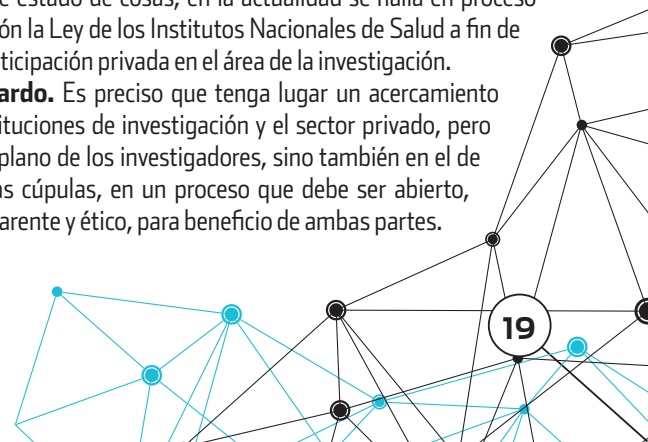 e estado de cosas, en la actualidad se halla en proceso
ón la Ley de los Institutos Nacionales de Salud a fin de
ticipación privada en el área de la investigación.
ardo. Es preciso que tenga lugar un acercamiento
ituciones de investigación y el sector privado, pero
plano de los investigadores, sino también en el de
as cúpulas, en un proceso que debe ser abierto,
arente y ético, para beneficio de ambas partes.
19